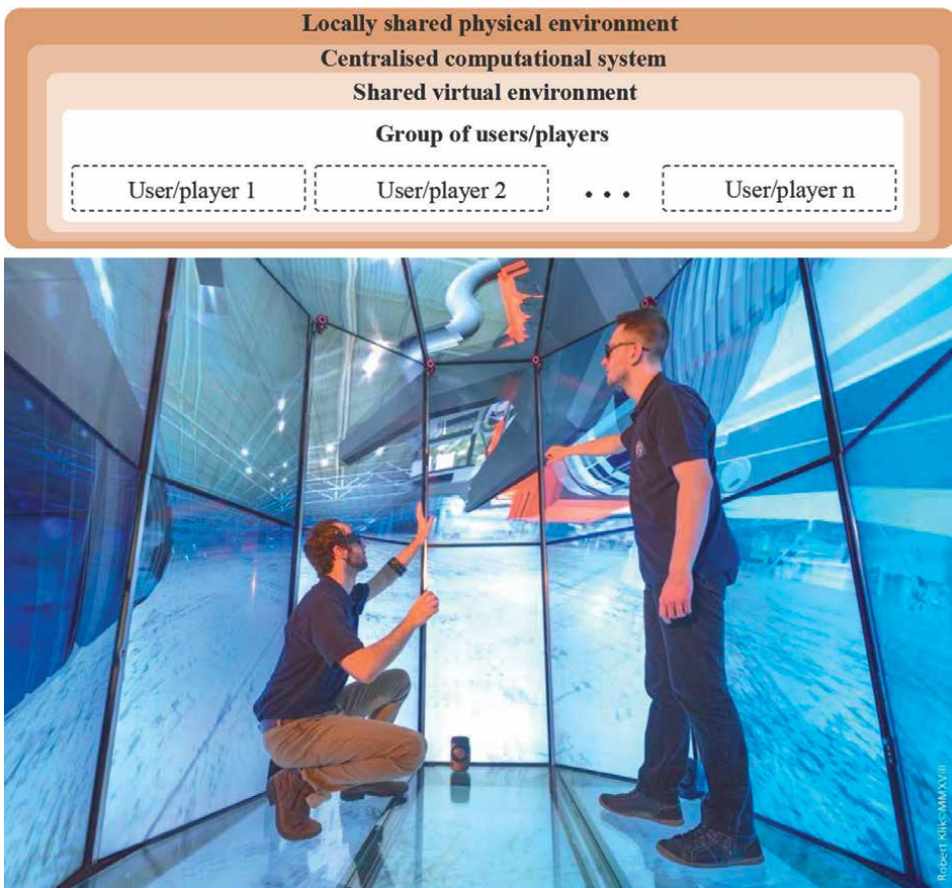 Locally shared physical environment
Centralised computational system
Shared virtual environment
Group of users/players
User/player 1 User/player 2 ... User/player n
Robert Klik©MMXVIII